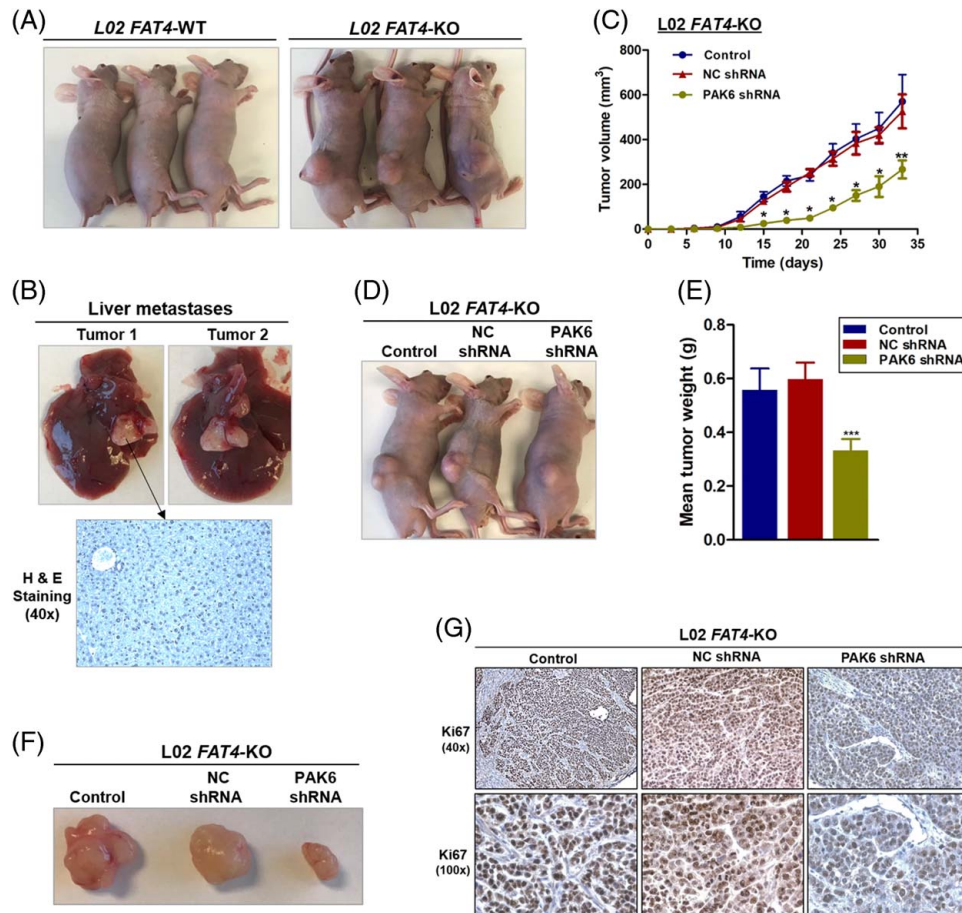 (A)
L02 FAT4-WT
L02 FAT4-KO
(B)
Liver metastases
Tumor 1
Tumor 2
H & E
Staining
(40x)
(C)
L02 FAT4-KO
Control
NC shRNA
PAK6 shRNA
Tumor volume (mm3)
800
600
400
200
0
*
*
*
*
*
*
**
0
5
10
15
20
25
30
35
Time (days)
(D)
L02 FAT4-KO
Control
NC
shRNA
PAK6
shRNA
(E)
Control
NC shRNA
PAK6 shRNA
Mean tumor weight (g)
0.8
0.6
0.4
0.2
0.0
***
(F)
L02 FAT4-KO
Control
NC
shRNA
PAK6
shRNA
(G)
L02 FAT4-KO
Control
NC shRNA
PAK6 shRNA
Ki67
(40x)
Ki67
(100x)